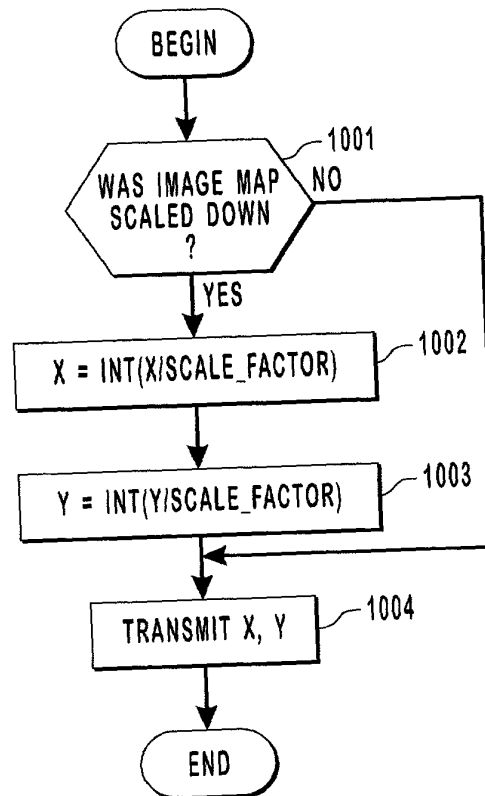 BEGIN
1001
WAS IMAGE MAP
SCALED DOWN
?
NO
YES
X = INT(X/SCALE_FACTOR)
1002
Y = INT(Y/SCALE_FACTOR)
1003
TRANSMIT X, Y
1004
END